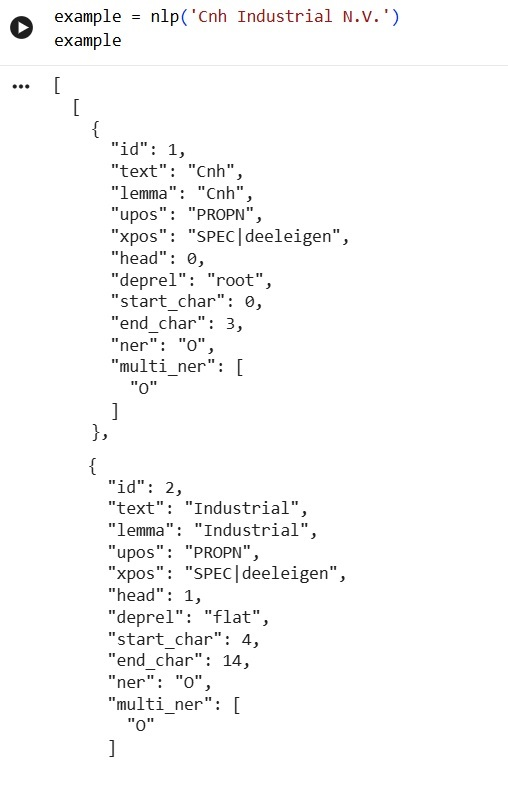 example = nlp('Cnh Industrial N.V.')
example
[
[
{
"id": 1,
"text": "Cnh",
"lemma": "Cnh",
"upos": "PROPN",
"xpos": "SPEC|deeleigen",
"head": 0,
"deprel": "root",
"start_char": 0,
"end_char": 3,
"ner": "O",
"multi_ner": [
"O"
]
},
{
"id": 2,
"text": "Industrial",
"lemma": "Industrial",
"upos": "PROPN",
"xpos": "SPEC|deeleigen",
"head": 1,
"deprel": "flat",
"start_char": 4,
"end_char": 14,
"ner": "O",
"multi_ner": [
"O"
]